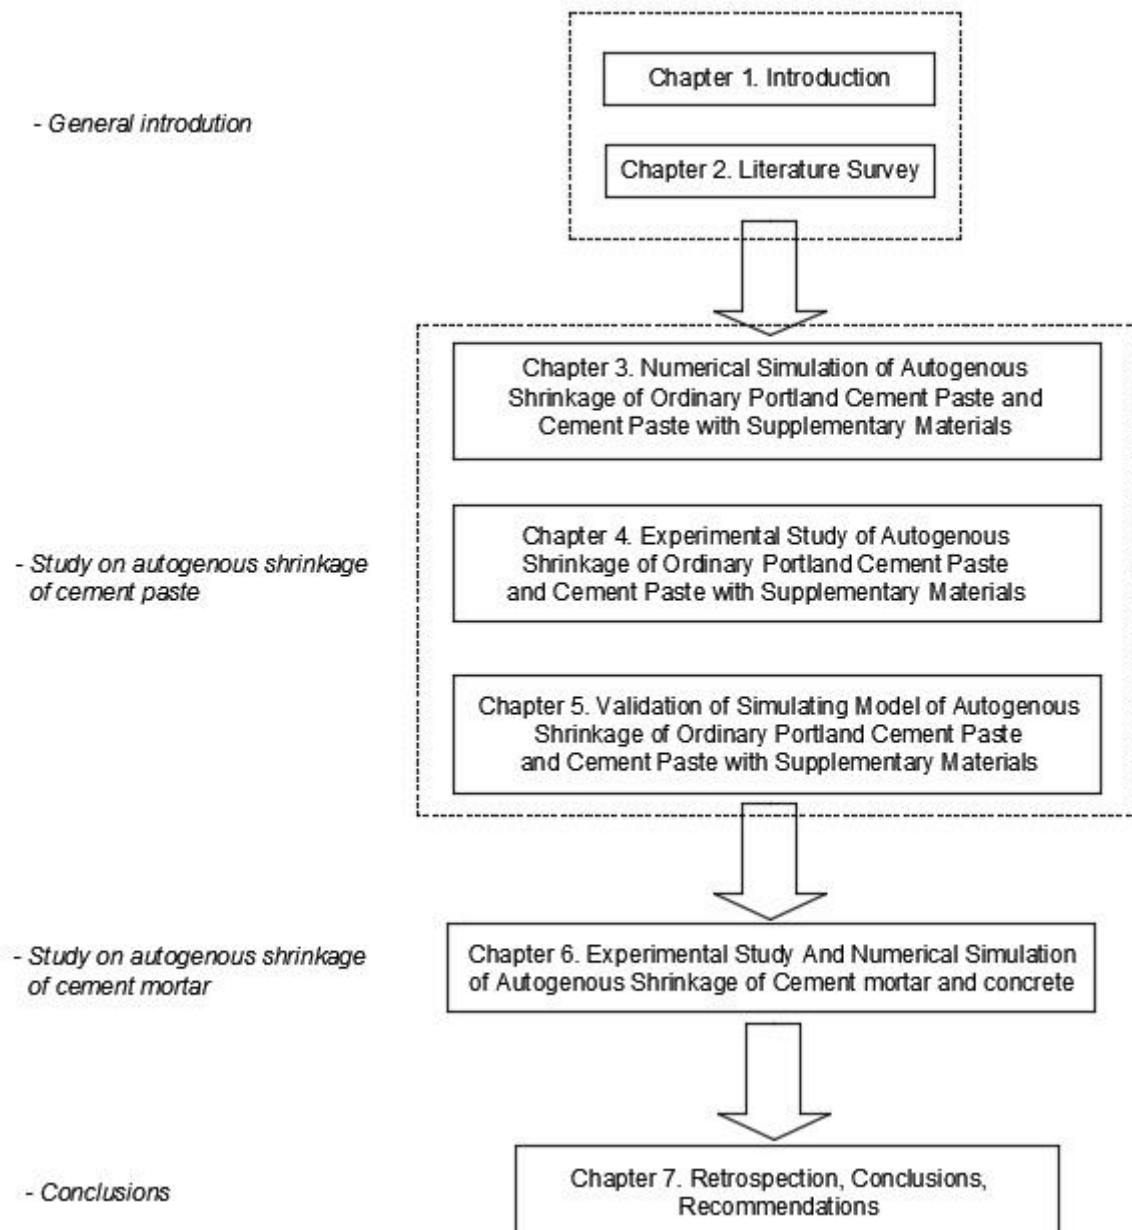 - General introdution
Chapter 1. Introduction
Chapter 2. Literature Survey
- Study on autogenous shrinkage
of cement paste
Chapter 3. Numerical Simulation of Autogenous
Shrinkage of Ordinary Portland Cement Paste and
Cement Paste with Supplementary Materials
Chapter 4. Experimental Study of Autogenous
Shrinkage of Ordinary Portland Cement Paste
and Cement Paste with Supplementary Materials
Chapter 5. Validation of Simulating Model of Autogenous
Shrinkage of Ordinary Portland Cement Paste
and Cement Paste with Supplementary Materials
- Study on autogenous shrinkage
of cement mortar
Chapter 6. Experimental Study And Numerical Simulation
of Autogenous Shrinkage of Cement mortar and concrete
- Conclusions
Chapter 7. Retrospection, Conclusions,
Recommendations